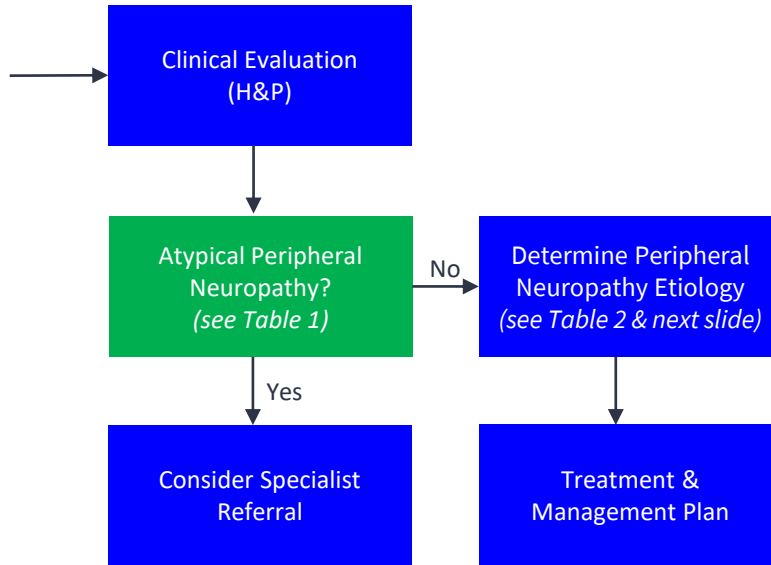 Clinical Evaluation
(H&P)
Atypical Peripheral
Neuropathy?
(see Table 1)
No
Determine Peripheral
Neuropathy Etiology
(see Table 2 & next slide)
Yes
Consider Specialist
Referral
Treatment &
Management Plan